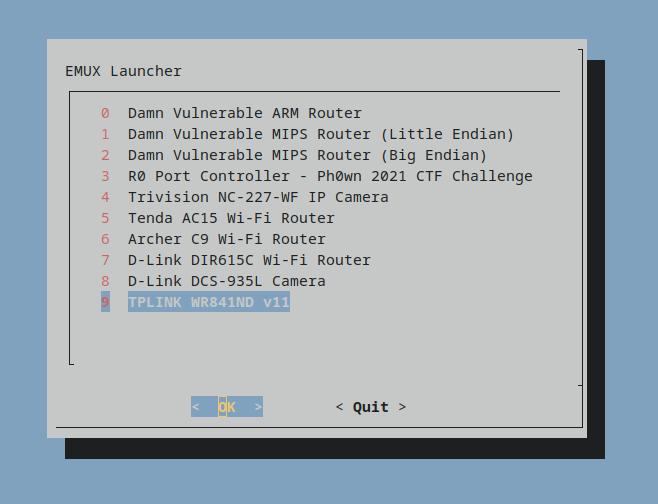 EMUX Launcher
0 Damn Vulnerable ARM Router
1 Damn Vulnerable MIPS Router (Little Endian)
2 Damn Vulnerable MIPS Router (Big Endian)
3 R0 Port Controller - Ph0wn 2021 CTF Challenge
4 Trivision NC-227-WF IP Camera
5 Tenda AC15 Wi-Fi Router
6 Archer C9 Wi-Fi Router
7 D-Link DIR615C Wi-Fi Router
8 D-Link DCS-935L Camera
9 TPLINK WR841ND v11
< OK > < Quit >